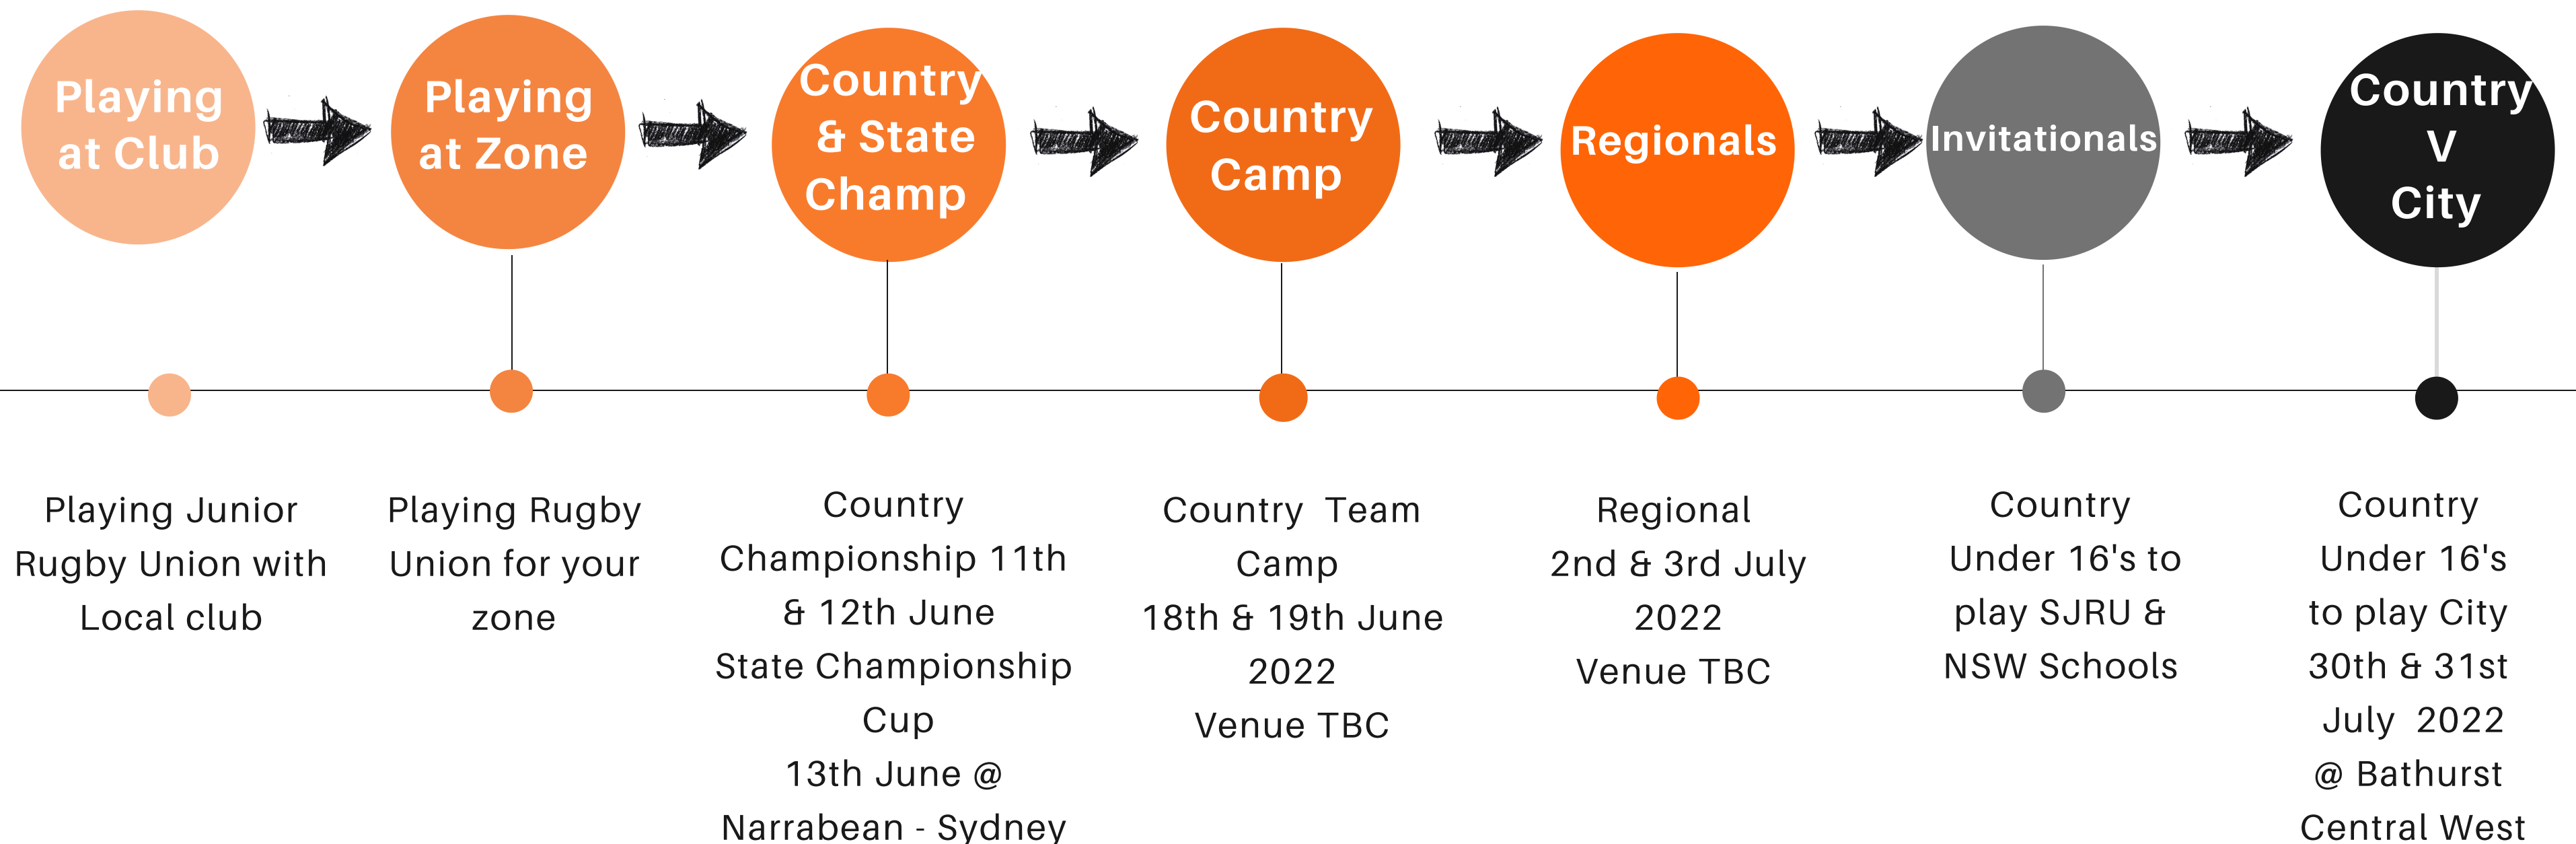 Playing
at Club
Playing
at Zone
Country
& State
Champ
Country
Camp
Regionals
Invitationals
Country
V
City
Playing Junior
Rugby Union with
Local club
Playing Rugby
Union for your
zone
Country
Championship 11th
& 12th June
State Championship
Cup
13th June @
Narrabean - Sydney
Country Team
Camp
18th & 19th June
2022
Venue TBC
Regional
2nd & 3rd July
2022
Venue TBC
Country
Under 16's to
play SJRU &
NSW Schools
Country
Under 16's
to play City
30th & 31st
July 2022
@ Bathurst
Central West